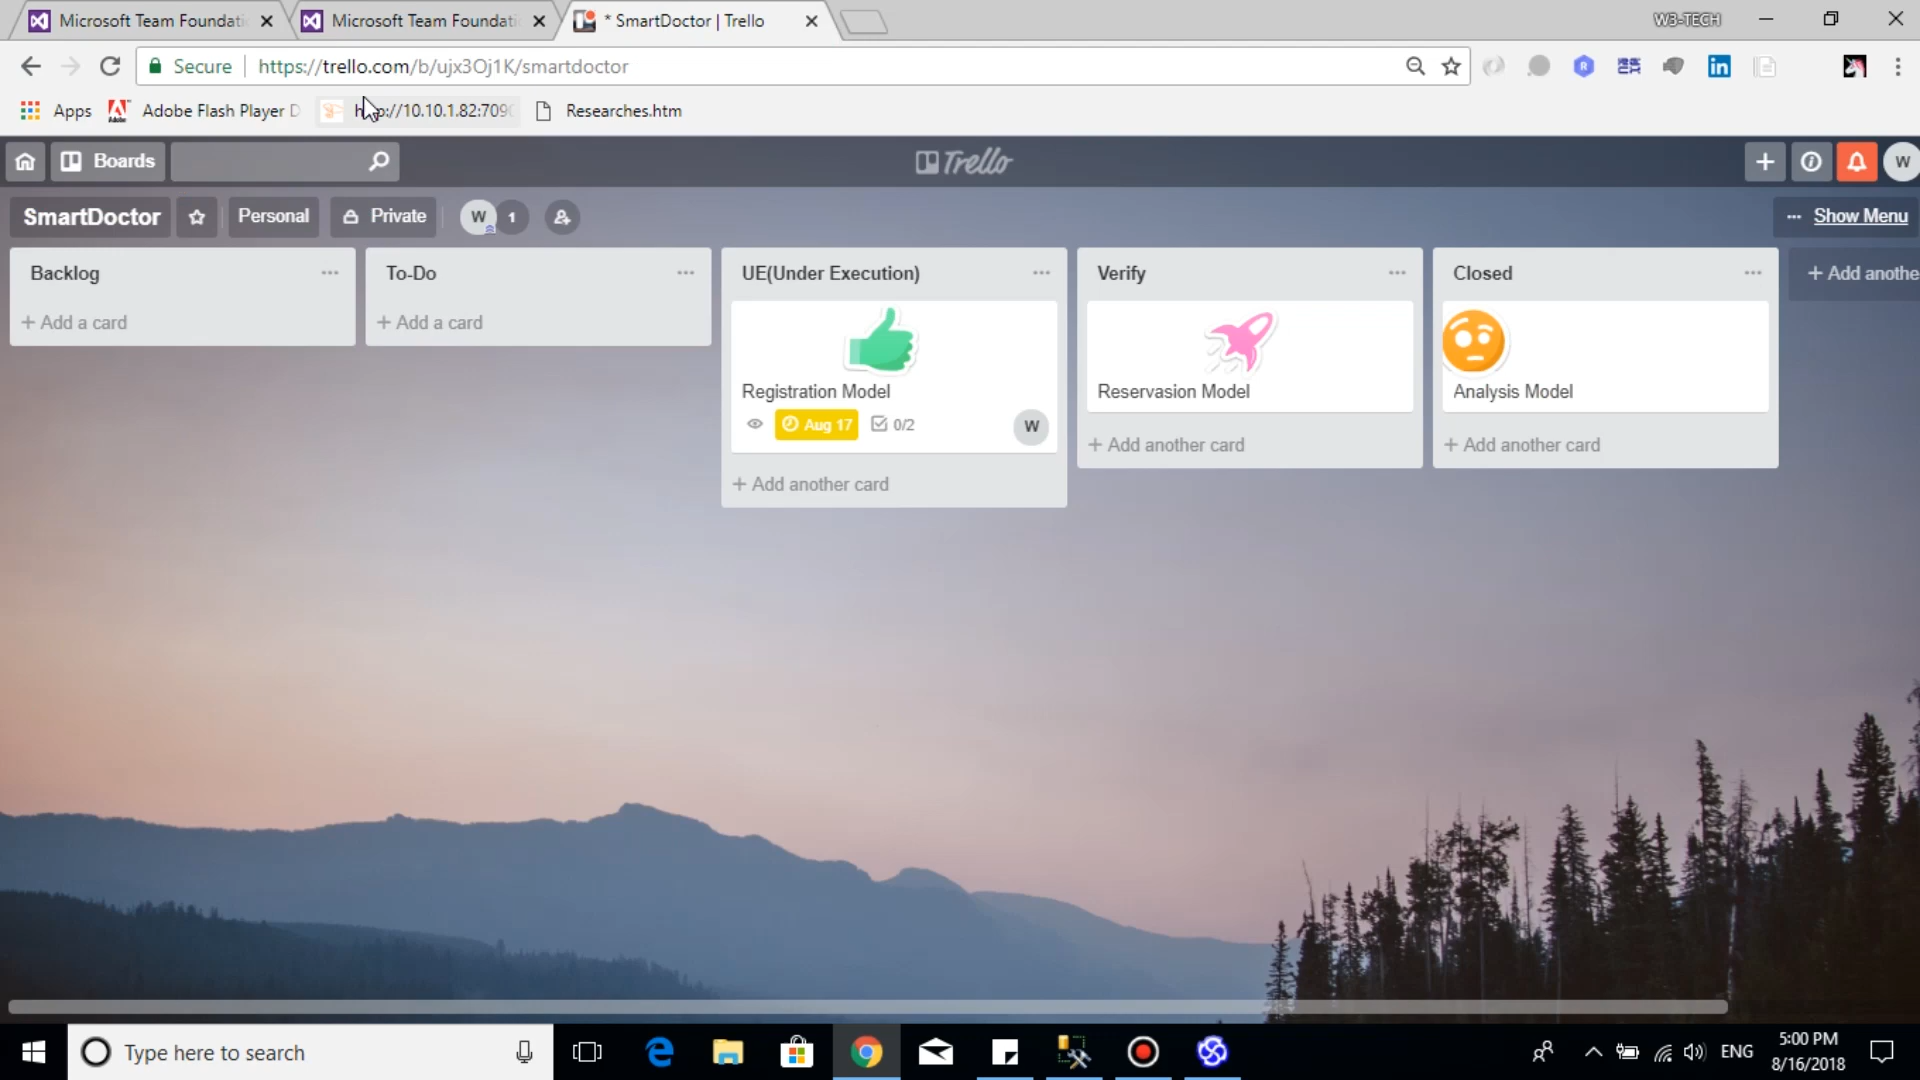 Microsoft Team Foundati
Microsoft Team Foundati
* SmartDoctor | Trello
W3-TECH
Secure
https://trello.com/b/ujx3Oj1K/smartdoctor
Apps
Adobe Flash Player D
10.10.1.82:709
Researches.htm
Boards
Trello
W
SmartDoctor
Personal
Private
W
1
··· Show Menu
Backlog
+ Add a card
To-Do
+ Add a card
UE(Under Execution)
Registration Model
Aug 17
0/2
W
+ Add another card
Verify
Reservasion Model
+ Add another card
Closed
Analysis Model
+ Add another card
+ Add anothe
Type here to search
ENG
5:00 PM
8/16/2018